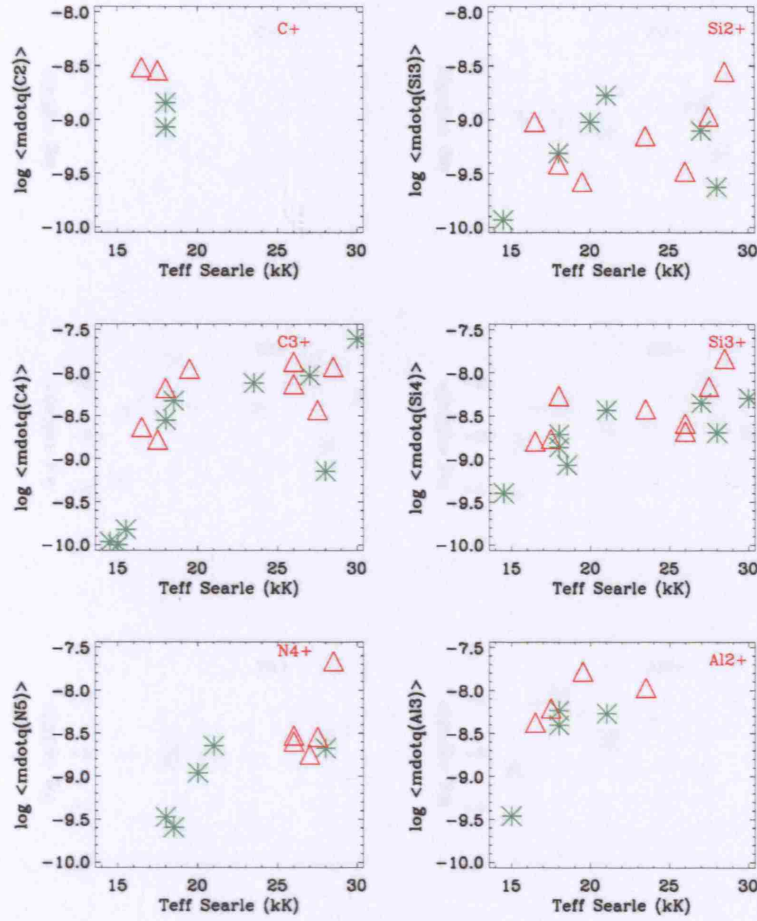 C+
Si2+
-8.0
-8.5
-9.0
-9.5
-10.0
log <mdotq(C2)>
15 20 25 30
Teff Searle (kK)
-8.0
-8.5
-9.0
-9.5
-10.0
log <mdotq(Si3)>
15 20 25 30
Teff Searle (kK)
C3+
Si3+
-7.5
-8.0
-8.5
-9.0
-9.5
-10.0
log <mdotq(C4)>
15 20 25 30
Teff Searle (kK)
-7.5
-8.0
-8.5
-9.0
-9.5
-10.0
log <mdotq(Si4)>
15 20 25 30
Teff Searle (kK)
N4+
Al2+
-7.5
-8.0
-8.5
-9.0
-9.5
-10.0
log <mdotq(N5)>
15 20 25 30
Teff Searle (kK)
-7.5
-8.0
-8.5
-9.0
-9.5
-10.0
log <mdotq(Al3)>
15 20 25 30
Teff Searle (kK)